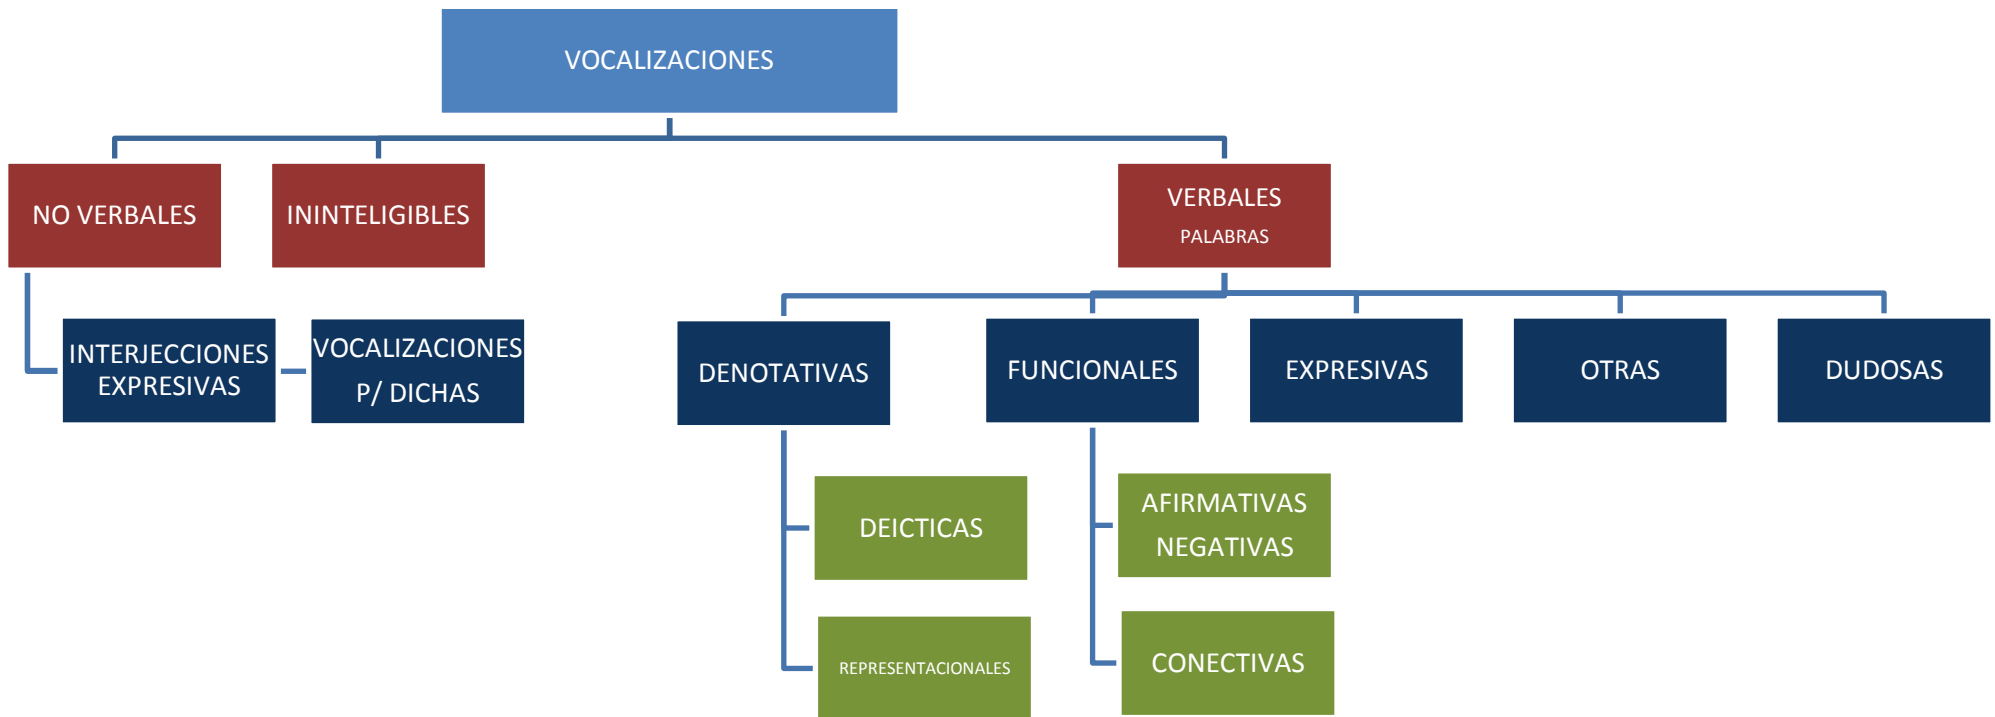 VOCALIZACIONES
NO VERBALES
ININTELIGIBLES
VERBALES
PALABRAS
INTERJECCIONES
EXPRESIVAS
VOCALIZACIONES
P/ DICHAS
DENOTATIVAS
FUNCIONALES
EXPRESIVAS
OTRAS
DUDOSAS
DEICTICAS
AFIRMATIVAS
NEGATIVAS
REPRESENTACIONALES
CONECTIVAS